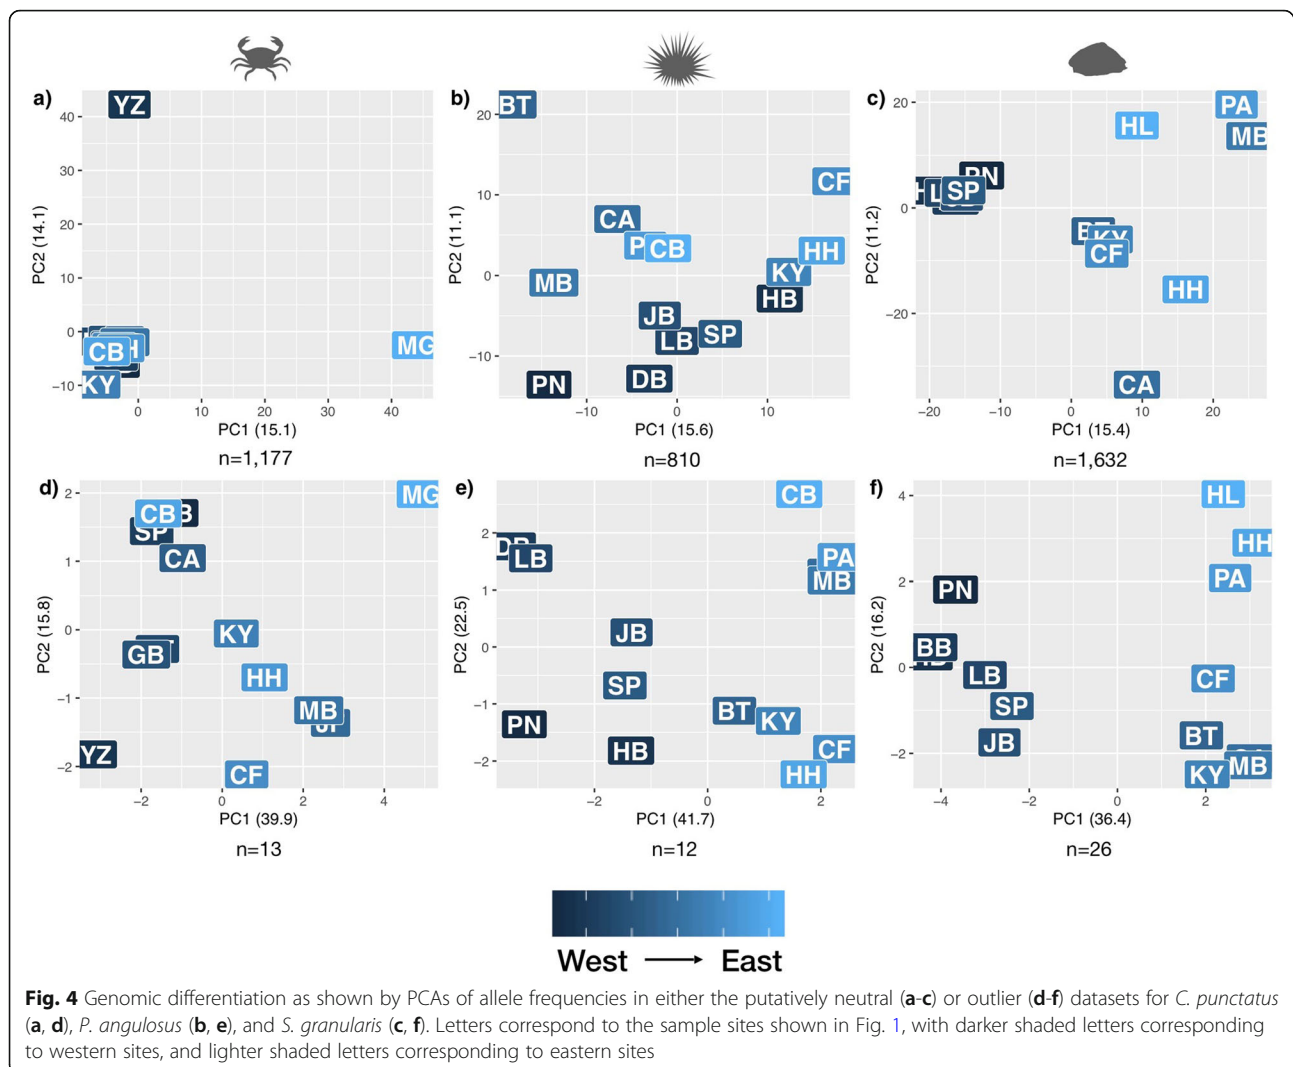 a)
YZ
MG
CB
H
KY
40
30
20
10
0
−10
0 10 20 30 40
PC2 (14.1)
PC1 (15.1)
n=1,177
b)
BT
CF
CA
P
CB
HH
MB
KY
HB
JB
LB
SP
DB
PN
20
10
0
−10
−10 0 10
PC2 (11.1)
PC1 (15.6)
n=810
c)
PA
HL
MB
PN
SP
L
KY
CF
HH
CA
20
0
−20
−20 −10 0 10 20
PC2 (11.2)
PC1 (15.4)
n=1,632
d)
MG
CB
B
SP
CA
KY
GB
HH
MB
YZ
CF
2
1
0
−1
−2
−2 0 2 4
PC2 (15.8)
PC1 (39.9)
n=13
e)
CB
DB
LB
PA
MB
JB
SP
BT
KY
PN
HB
CF
HH
2
1
0
−1
−2
−2 0 2
PC2 (22.5)
PC1 (41.7)
n=12
f)
HL
HH
PA
PN
BB
LB
CF
SP
JB
BT
MB
KY
4
2
0
−2
−4 −2 0 2
PC2 (16.2)
PC1 (36.4)
n=26
West → East
Fig. 4 Genomic differentiation as shown by PCAs of allele frequencies in either the putatively neutral (a-c) or outlier (d-f) datasets for C. punctatus
(a, d), P. angulosus (b, e), and S. granularis (c, f). Letters correspond to the sample sites shown in Fig. 1, with darker shaded letters corresponding
to western sites, and lighter shaded letters corresponding to eastern sites